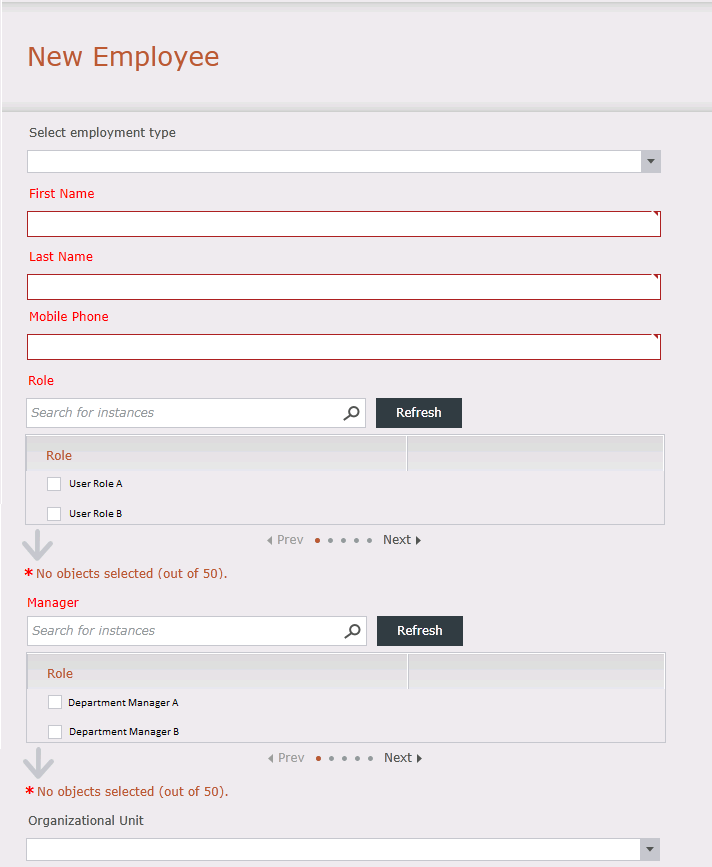 New Employee
Select employment type
First Name
Last Name
Mobile Phone
Role
Search for instances Refresh
Role
User Role A
User Role B
Prev Next
* No objects selected (out of 50).
Manager
Search for instances Refresh
Role
Department Manager A
Department Manager B
Prev Next
* No objects selected (out of 50).
Organizational Unit